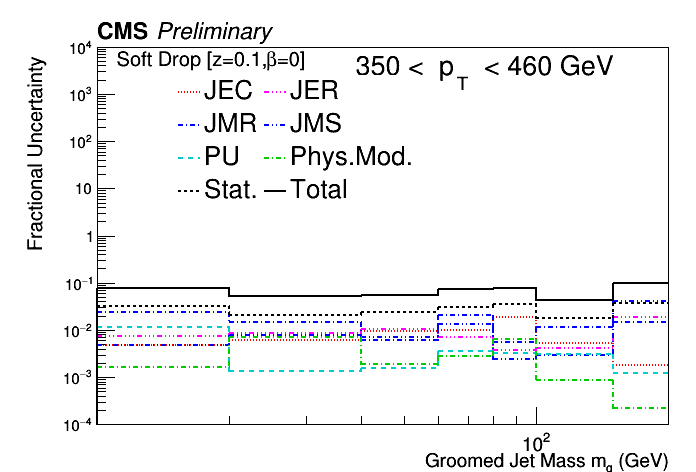 CMS Preliminary
Soft Drop [z=0.1,β=0]
350 < p_T < 460 GeV
JEC JER
JMR JMS
PU Phys.Mod.
Stat. Total
Fractional Uncertainty
10^4
10^3
10^2
10
1
10^−1
10^−2
10^−3
10^−4
10^2
Groomed Jet Mass m_g (GeV)